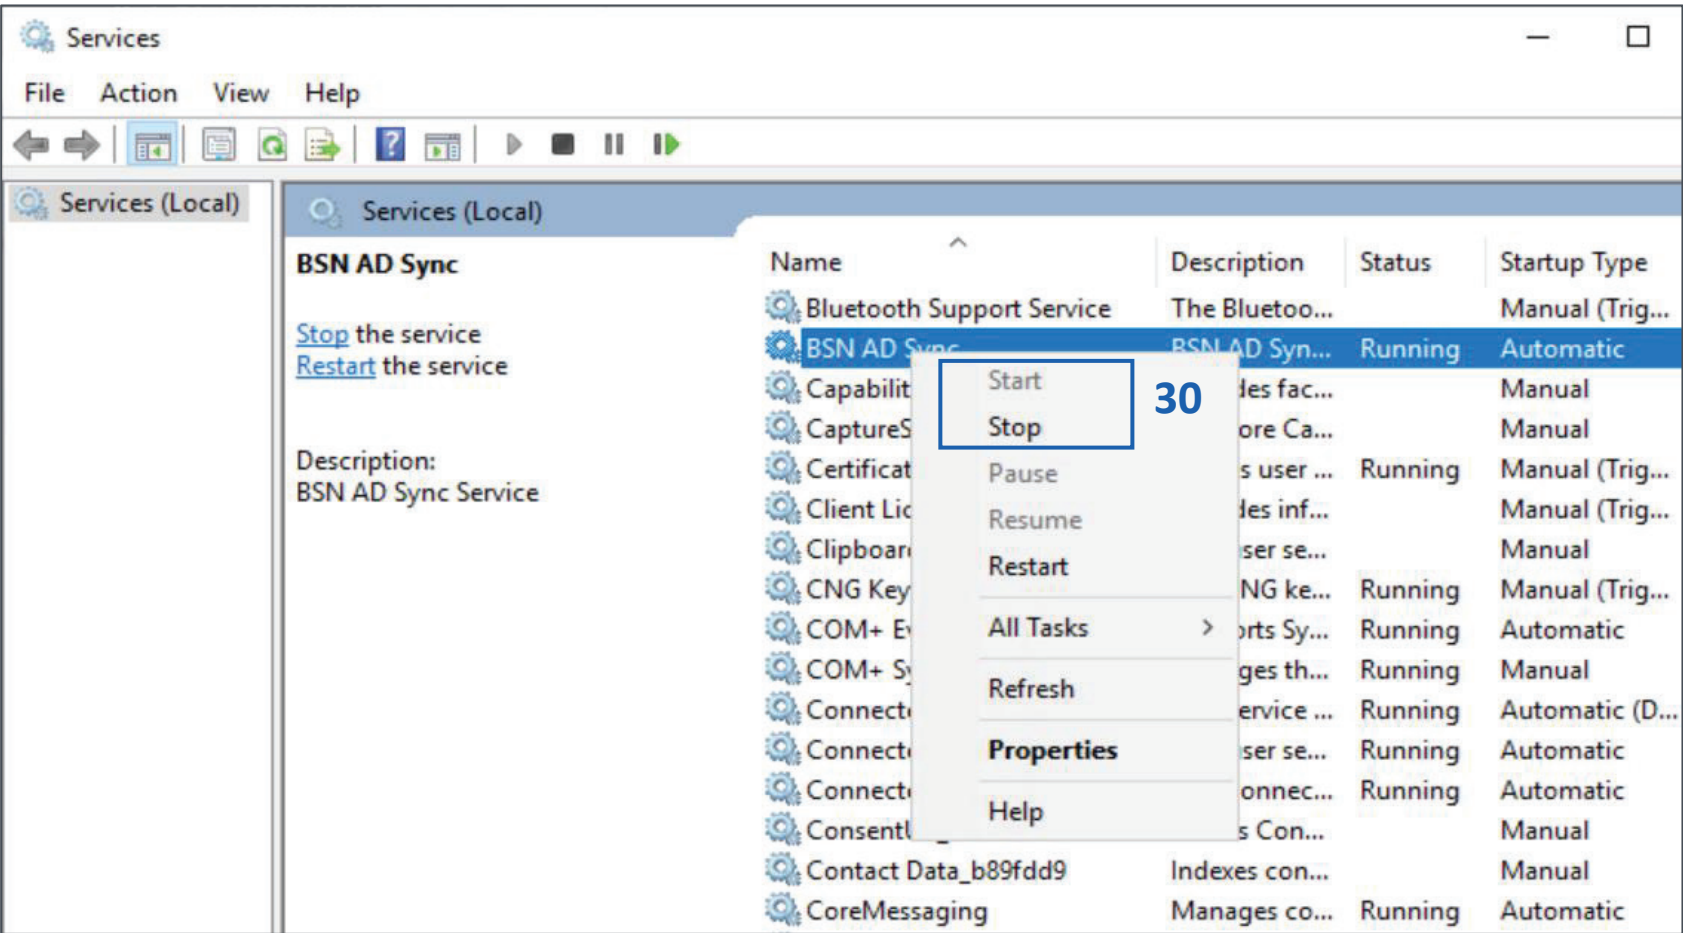 Services
File Action View Help
Services (Local)
Services (Local)
BSN AD Sync
Stop the service
Restart the service
Description:
BSN AD Sync Service
Name Description Status Startup Type
Bluetooth Support Service The Bluetoo... Manual (Trig...
BSN AD Sync BSN AD Syn... Running Automatic
Capabilit des fac... Manual
CaptureS ore Ca... Manual
Certificat s user ... Running Manual (Trig...
Client Lic des inf... Manual (Trig...
Clipboar ser se... Manual
CNG Key NG ke... Running Manual (Trig...
COM+ Ev orts Sy... Running Automatic
COM+ Sy ges th... Running Manual
Connecte ervice ... Running Automatic (D...
Connecte ser se... Running Automatic
Connecte onnec... Running Automatic
Consent s Con... Manual
Contact Data_b89fdd9 Indexes con... Manual
CoreMessaging Manages co... Running Automatic
Start
Stop
Pause
Resume
Restart
All Tasks
Refresh
Properties
Help
30